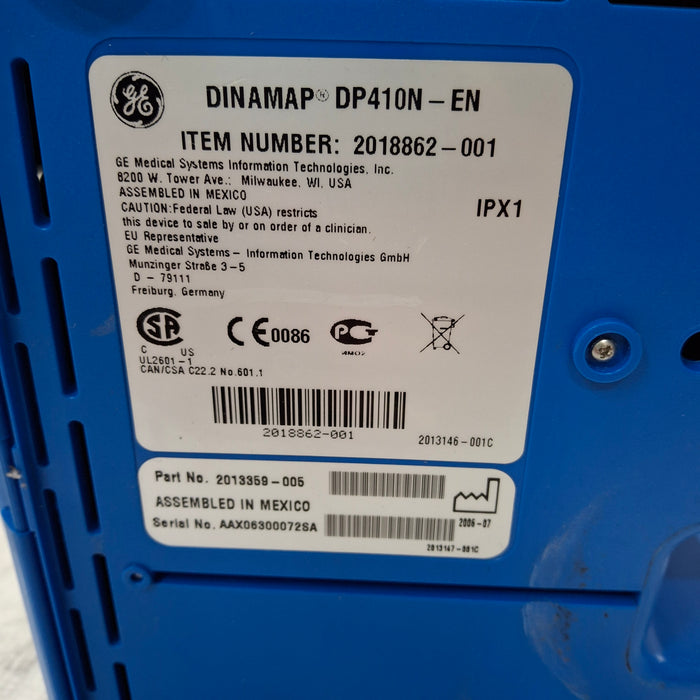 GE
DINAMAP® DP410N-EN
ITEM NUMBER: 2018862-001
GE Medical Systems Information Technologies, Inc.
8200 W. Tower Ave.: Milwaukee, WI, USA
ASSEMBLED IN MEXICO
CAUTION:Federal Law (USA) restricts
this device to sale by or on order of a clinician.
IPX1
EU Representative
GE Medical Systems - Information Technologies GmbH
Munzinger Straße 3-5
D - 79111
Freiburg, Germany
SA
C US
UL2601-1
CAN/CSA C22.2 No.601.1
CE0086
PG
2018862-001
2013146-001C
Part No. 2013359-005
ASSEMBLED IN MEXICO
Serial No. AAX06300072SA
2006-07
2013147-001C